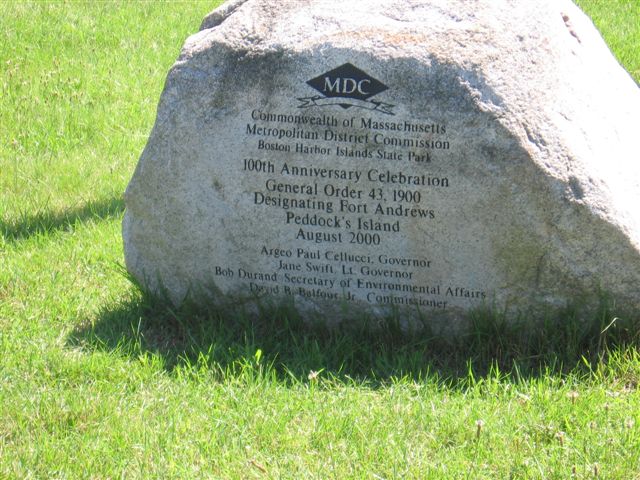 MDC
Commonwealth of Massachusetts
Metropolitan District Commission
Boston Harbor Islands State Park
100th Anniversary Celebration
General Order 43, 1900
Designating Fort Andrews
Peddock's Island
August 2000
Argeo Paul Cellucci, Governor
Jane Swift, Lt. Governor
Bob Durand, Secretary of Environmental Affairs
David B. Balfour, Jr., Commissioner